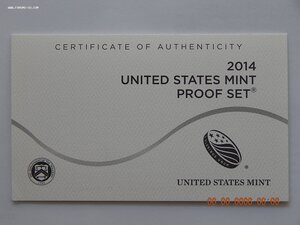 CERTIFICATE OF AUTHENTICITY
2014
UNITED STATES MINT
PROOF SET®
UNITED STATES MINT